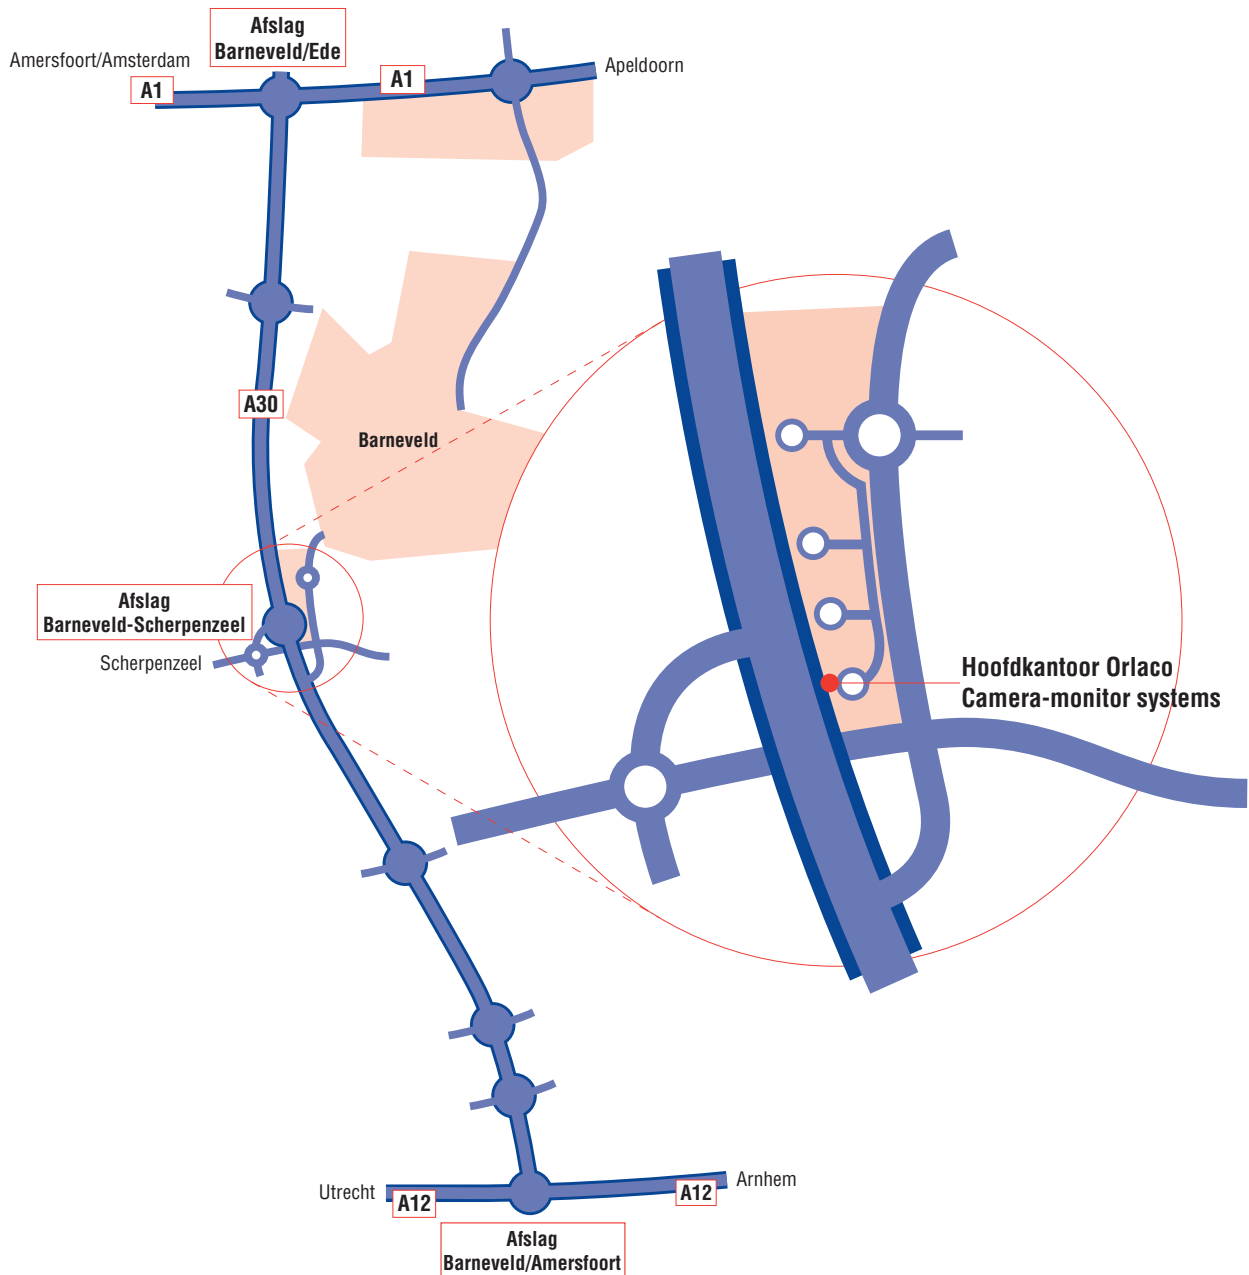 Afslag
Barneveld/Ede
Amersfoort/Amsterdam
A1
A1
Apeldoorn
A30
Barneveld
Afslag
Barneveld-Scherpenzeel
Scherpenzeel
Hoofdkantoor Orlaco
Camera-monitor systems
Utrecht
A12
A12
Arnhem
Afslag
Barneveld/Amersfoort